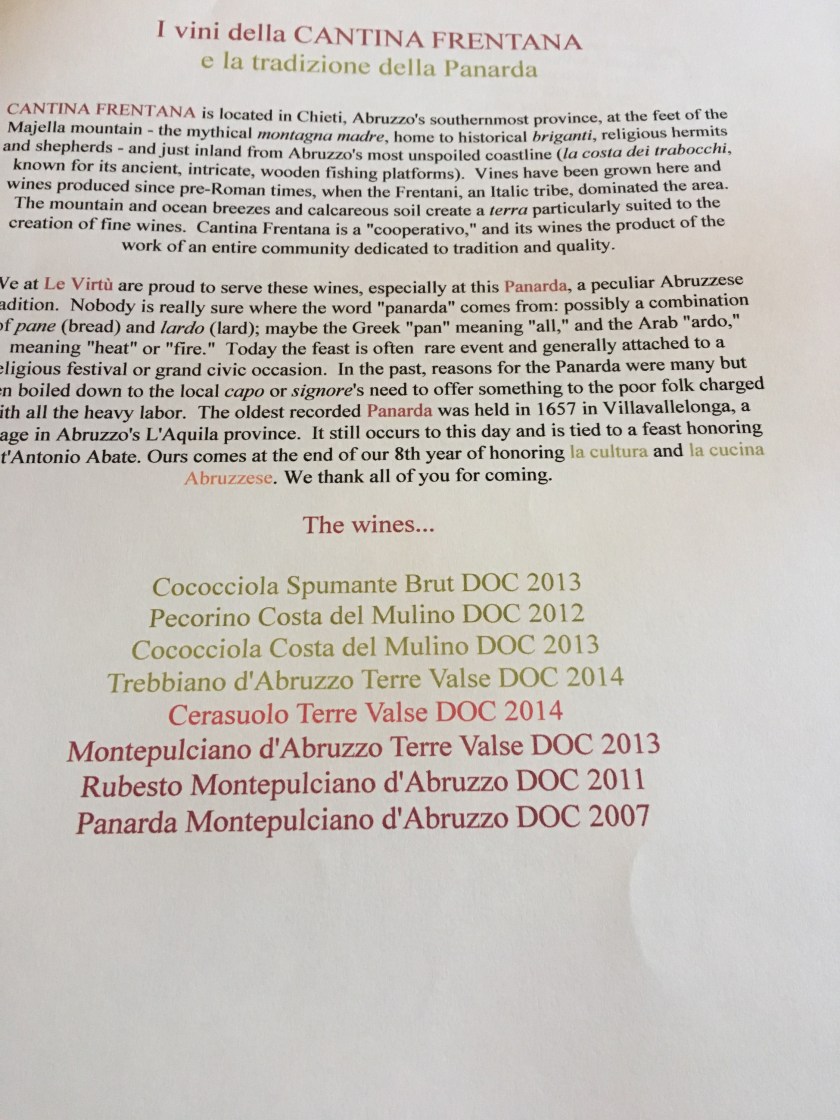 I vini della CANTINA FRENTANA
e la tradizione della Panarda
CANTINA FRENTANA is located in Chieti, Abruzzo's southernmost province, at the feet of the
Majella mountain - the mythical montagna madre, home to historical briganti, religious hermits
and shepherds - and just inland from Abruzzo's most unspoiled coastline (la costa dei trabocchi,
known for its ancient, intricate, wooden fishing platforms). Vines have been grown here and
wines produced since pre-Roman times, when the Frentani, an Italic tribe, dominated the area.
The mountain and ocean breezes and calcareous soil create a terra particularly suited to the
creation of fine wines. Cantina Frentana is a "cooperativo," and its wines the product of the
work of an entire community dedicated to tradition and quality.
We at Le Virtù are proud to serve these wines, especially at this Panarda, a peculiar Abruzzese
adition. Nobody is really sure where the word "panarda" comes from: possibly a combination
of pane (bread) and lardo (lard); maybe the Greek "pan" meaning "all," and the Arab "ardo,"
meaning "heat" or "fire." Today the feast is often rare event and generally attached to a
eligious festival or grand civic occasion. In the past, reasons for the Panarda were many but
en boiled down to the local capo or signore's need to offer something to the poor folk charged
ith all the heavy labor. The oldest recorded Panarda was held in 1657 in Villavallelonga, a
age in Abruzzo's L'Aquila province. It still occurs to this day and is tied to a feast honoring
t'Antonio Abate. Ours comes at the end of our 8th year of honoring la cultura and la cucina
Abruzzese. We thank all of you for coming.
The wines...
Cococciola Spumante Brut DOC 2013
Pecorino Costa del Mulino DOC 2012
Cococciola Costa del Mulino DOC 2013
Trebbiano d'Abruzzo Terre Valse DOC 2014
Cerasuolo Terre Valse DOC 2014
Montepulciano d'Abruzzo Terre Valse DOC 2013
Rubesto Montepulciano d'Abruzzo DOC 2011
Panarda Montepulciano d'Abruzzo DOC 2007